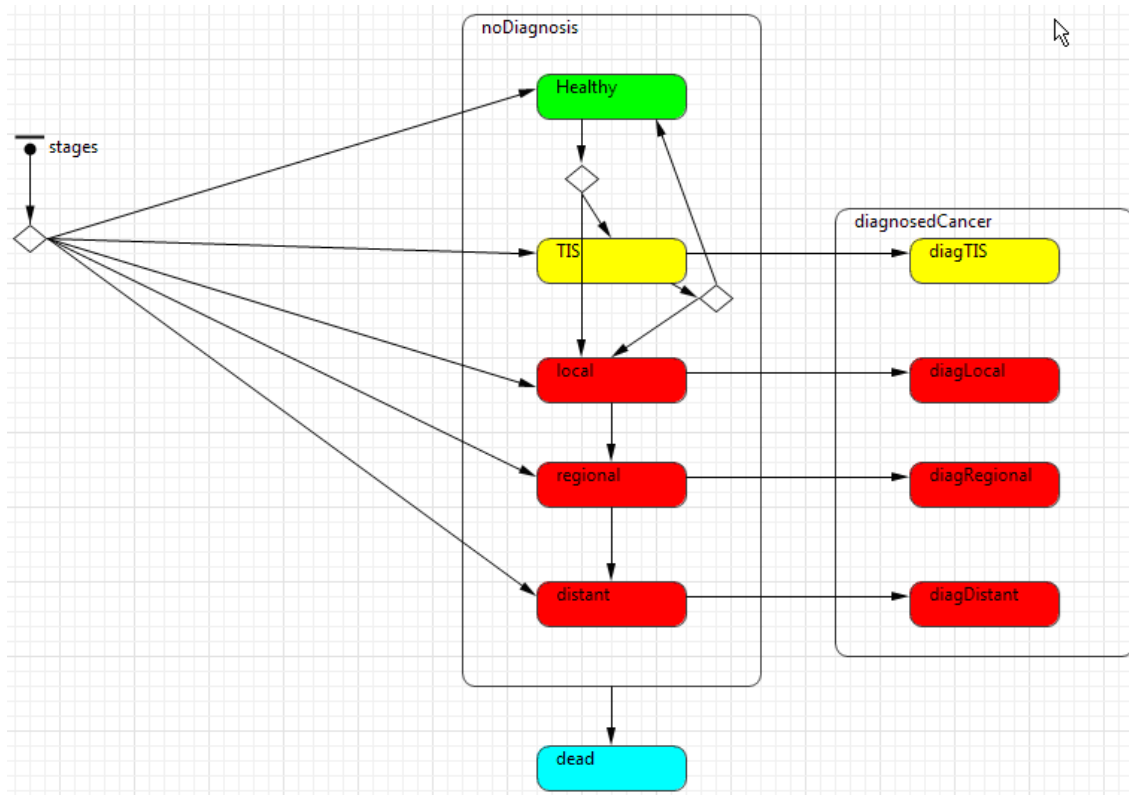 noDiagnosis
Healthy
stages
diagnosedCancer
TIS
diagTIS
local
diagLocal
regional
diagRegional
distant
diagDistant
dead